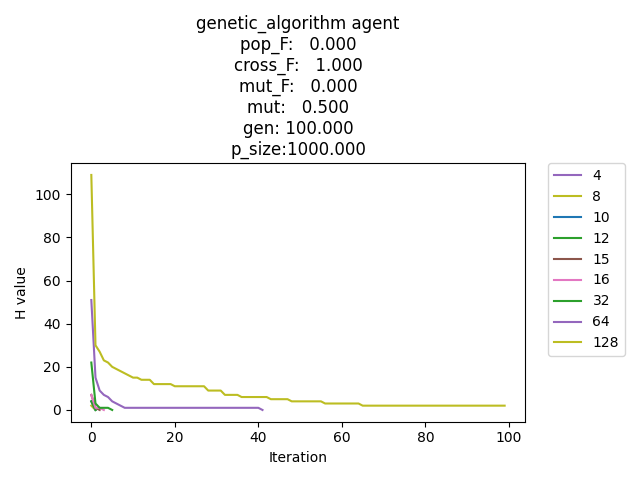 genetic_algorithm agent
pop_F: 0.000
cross_F: 1.000
mut_F: 0.000
mut: 0.500
gen: 100.000
p_size:1000.000
4
8
10
12
15
16
32
64
128
H value
100
80
60
40
20
0
0 20 40 60 80 100
Iteration